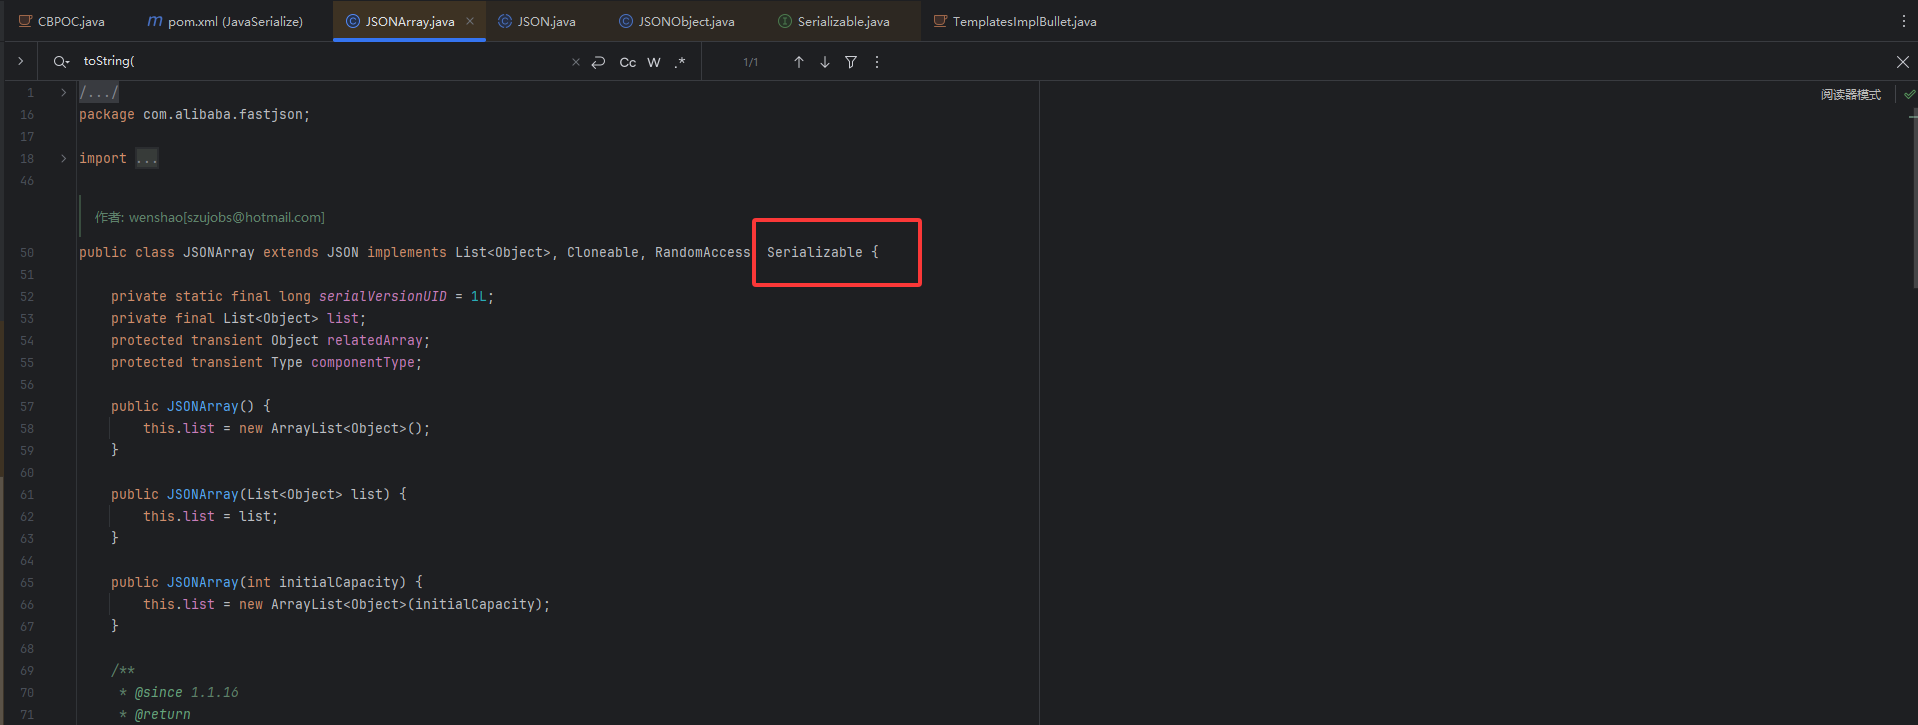 CBPOC.java pom.xml (JavaSerialize) JSONArray.java JSON.java JSONObject.java Serializable.java TemplatesImplBullet.java
toString( Cc W .* 1/1
1 /.../ 阅读器模式
16 package com.alibaba.fastjson;
17
18 import ...
46
作者: wenshao[szujobs@hotmail.com]
50 public class JSONArray extends JSON implements List<Object>, Cloneable, RandomAccess Serializable {
51
52 private static final long serialVersionUID = 1L;
53 private final List<Object> list;
54 protected transient Object relatedArray;
55 protected transient Type componentType;
56
57 public JSONArray() {
58 this.list = new ArrayList<Object>();
59 }
60
61 public JSONArray(List<Object> list) {
62 this.list = list;
63 }
64
65 public JSONArray(int initialCapacity) {
66 this.list = new ArrayList<Object>(initialCapacity);
67 }
68
69 /**
70 * @since 1.1.16
71 * @return